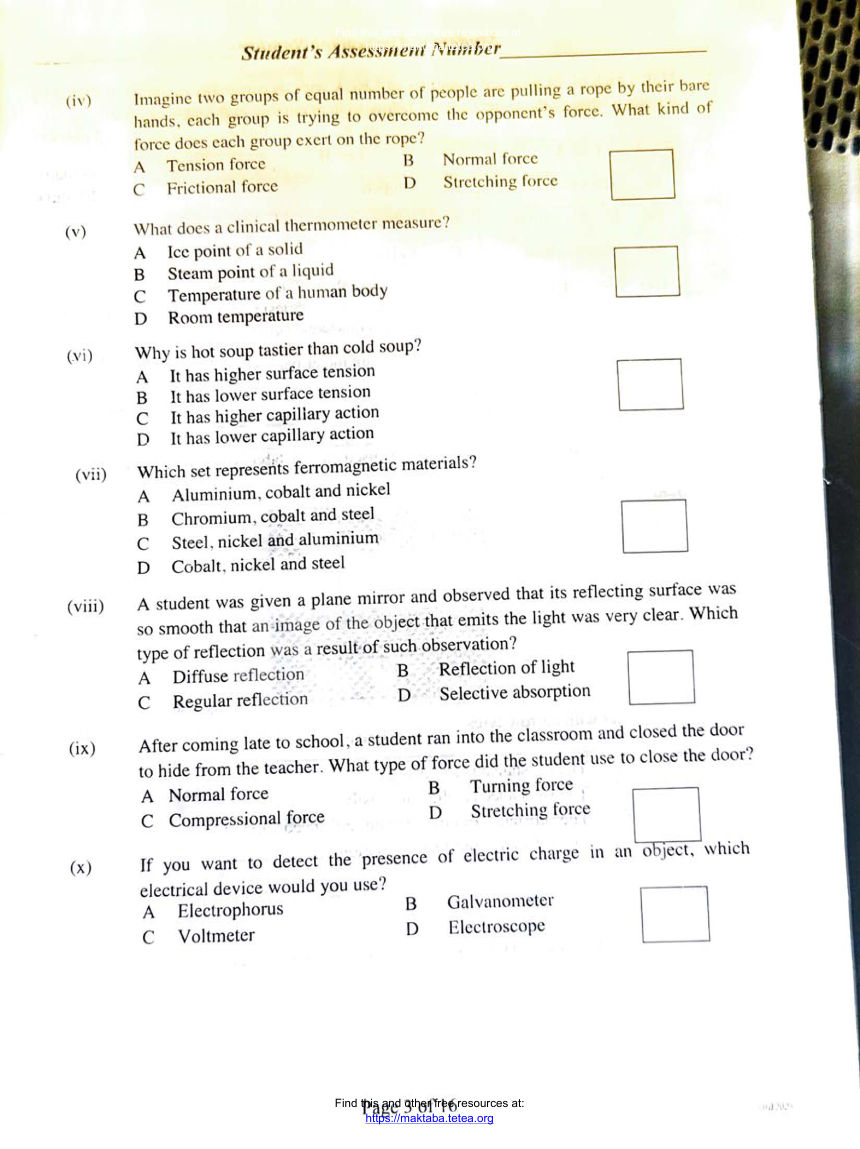 Student's Assessment Number
(iv) Imagine two groups of equal number of people are pulling a rope by their bare
hands, each group is trying to overcome the opponent's force. What kind of
force does each group exert on the rope?
A Tension force B Normal force
C Frictional force D Stretching force
(v) What does a clinical thermometer measure?
A Ice point of a solid
B Steam point of a liquid
C Temperature of a human body
D Room temperature
(vi) Why is hot soup tastier than cold soup?
A It has higher surface tension
B It has lower surface tension
C It has higher capillary action
D It has lower capillary action
(vii) Which set represents ferromagnetic materials?
A Aluminium, cobalt and nickel
B Chromium, cobalt and steel
C Steel, nickel and aluminium
D Cobalt, nickel and steel
(viii) A student was given a plane mirror and observed that its reflecting surface was
so smooth that an image of the object that emits the light was very clear. Which
type of reflection was a result of such observation?
A Diffuse reflection B Reflection of light
C Regular reflection D Selective absorption
(ix) After coming late to school, a student ran into the classroom and closed the door
to hide from the teacher. What type of force did the student use to close the door?
A Normal force B Turning force
C Compressional force D Stretching force
(x) If you want to detect the presence of electric charge in an object, which
electrical device would you use?
A Electrophorus B Galvanometer
C Voltmeter D Electroscope
Page 3 of 16
Find this and other free resources at:
https://maktaba.tetea.org